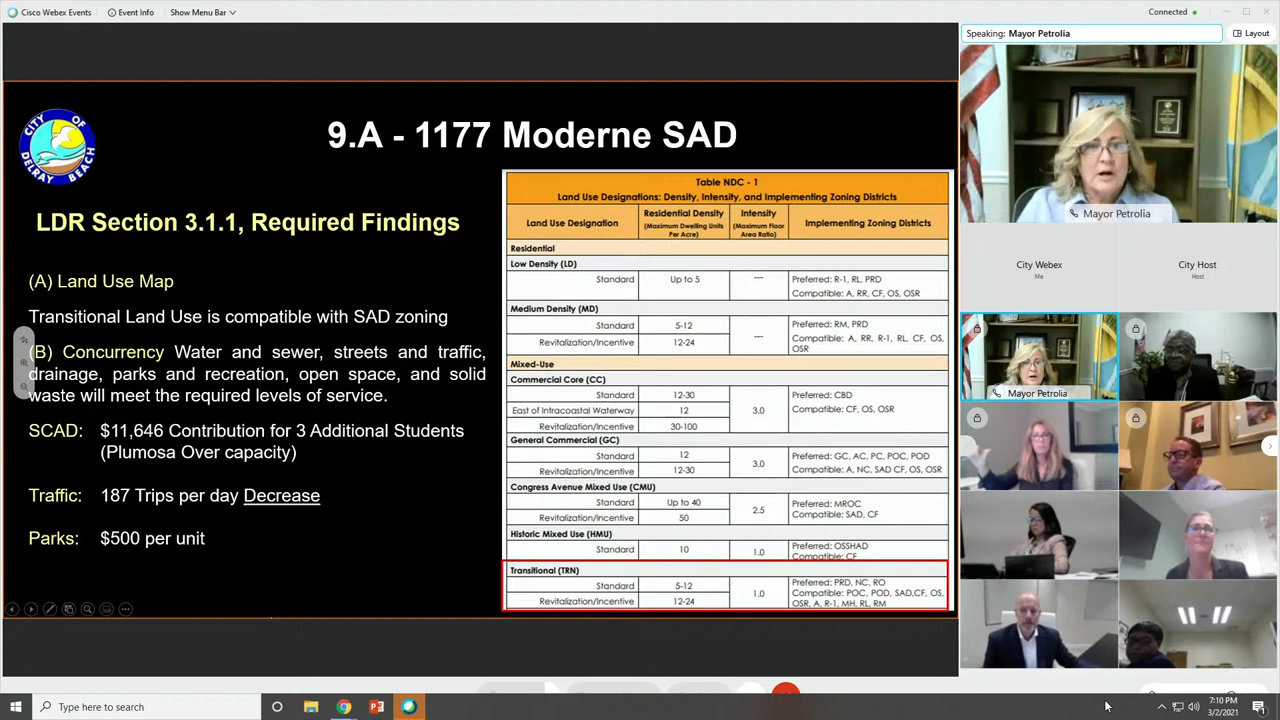 Cisco Webex Events
Event Info
Show Menu Bar
Connected
Speaking: Mayor Petrolia
Layout
CITY OF DELRAY BEACH
9.A - 1177 Moderne SAD
LDR Section 3.1.1, Required Findings
(A) Land Use Map
Transitional Land Use is compatible with SAD zoning
(B) Concurrency Water and sewer, streets and traffic,
drainage, parks and recreation, open space, and solid
waste will meet the required levels of service.
SCAD: $11,646 Contribution for 3 Additional Students
(Plumosa Over capacity)
Traffic: 187 Trips per day Decrease
Parks: $500 per unit
Table NDC - 1
Land Use Designations: Density, Intensity, and Implementing Zoning Districts
Land Use Designation
Residential Density
(Maximum Dwelling Units
Per Acre)
Intensity
(Maximum Floor
Area Ratio)
Implementing Zoning Districts
Residential
Low Density (LD)
Standard Up to 5 --- Preferred: R-1, RL, PRD
Compatible: A, RR, CF, OS, OSR
Medium Density (MD)
Standard 5-12 --- Preferred: RM, PRD
Revitalization/Incentive 12-24 Compatible: A, RR, R-1, RL, CF, OS,
OSR
Mixed-Use
Commercial Core (CC)
Standard 12-30 3.0 Preferred: CBD
East of Intracoastal Waterway 12 Compatible: CF, OS, OSR
Revitalization/Incentive 30-100
General Commercial (GC)
Standard 12 3.0 Preferred: GC, AC, PC, POC, POD
Revitalization/Incentive 12-30 Compatible: A, NC, SAD CF, OS, OSR
Congress Avenue Mixed Use (CMU)
Standard Up to 40 2.5 Preferred: MROC
Revitalization/Incentive 50 Compatible: SAD, CF
Historic Mixed Use (HMU)
Standard 10 1.0 Preferred: OSSHAD
Compatible: CF
Transitional (TRN)
Standard 5-12 1.0 Preferred: PRD, NC, RO
Revitalization/Incentive 12-24 Compatible: POC, POD, SAD,CF, OS,
OSR, A, R-1, MH, RL, RM
Mayor Petrolia
City Webex
Me
City Host
Host
Mayor Petrolia
Type here to search
7:10 PM
3/2/2021
1